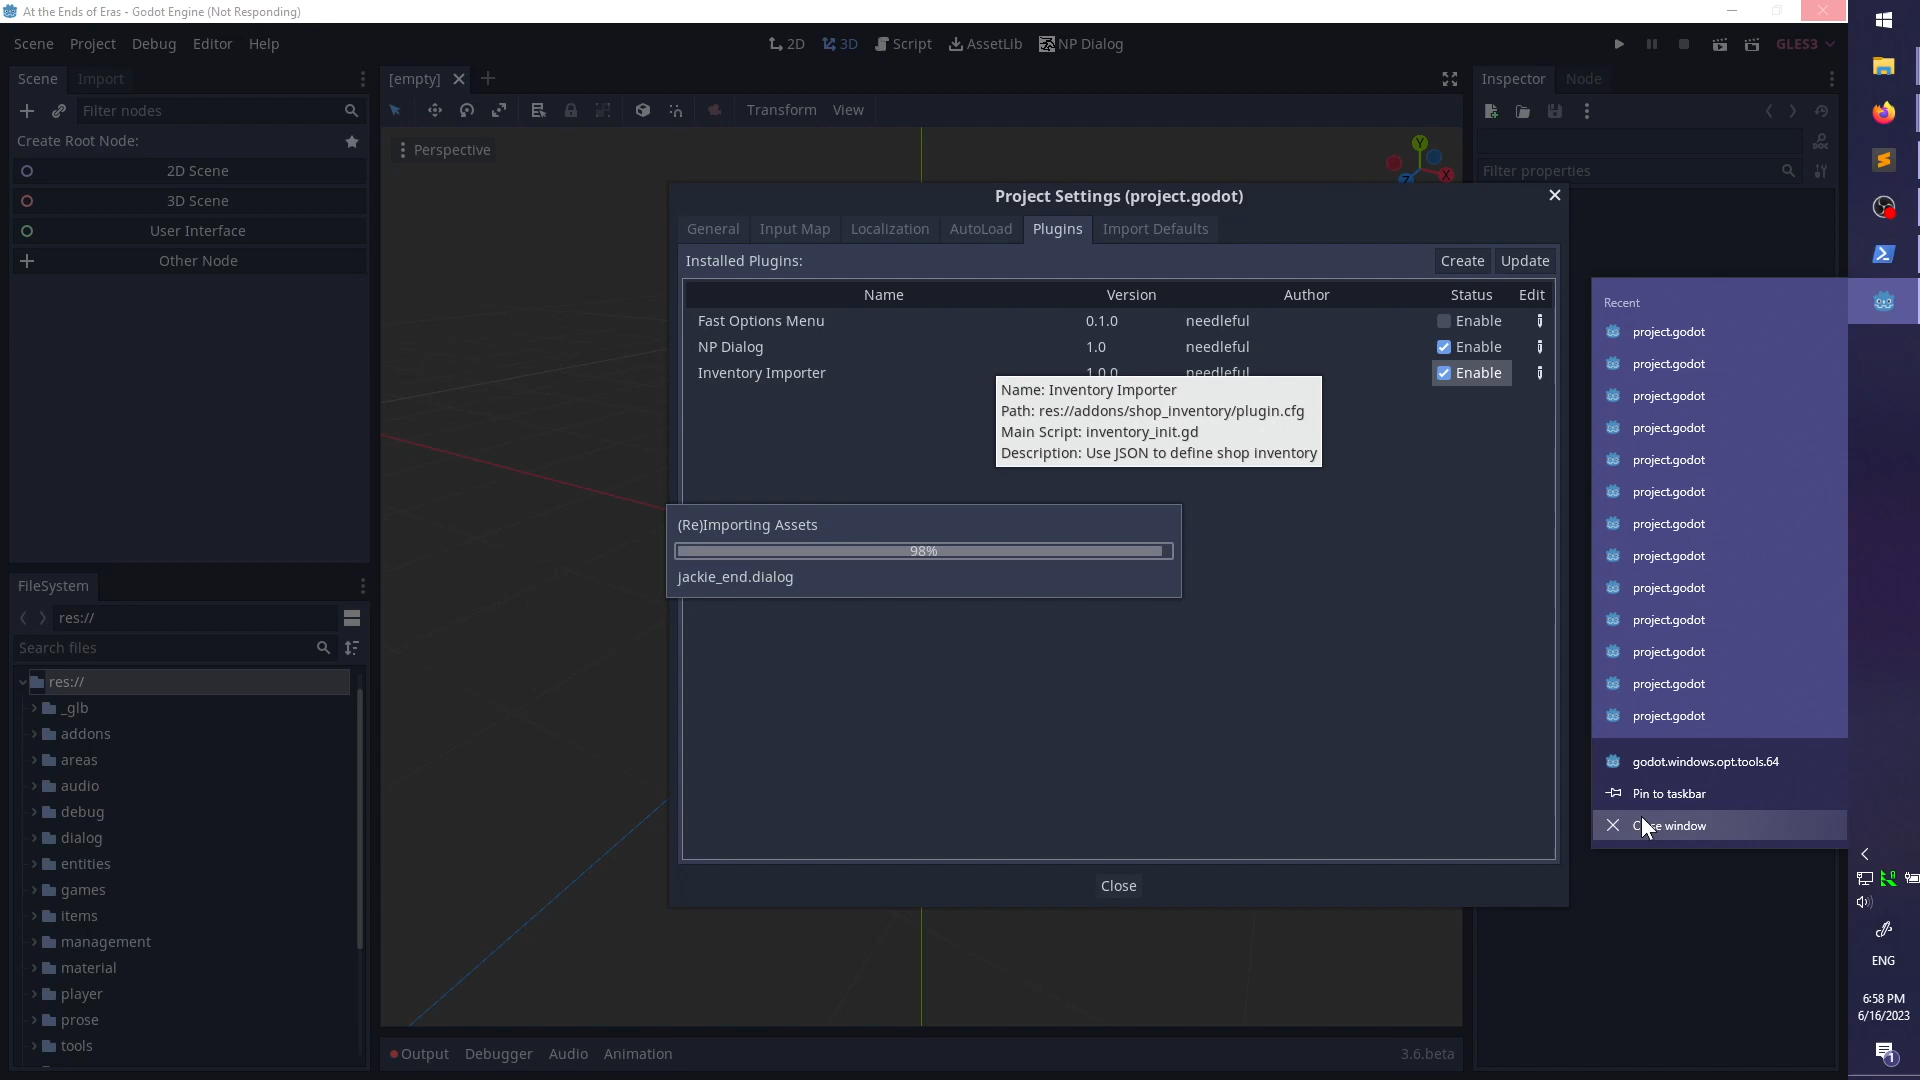 At the Ends of Eras - Godot Engine (Not Responding)
Scene Project Debug Editor Help
2D 3D Script AssetLib NP Dialog
GLES3
Scene Import
Filter nodes
Create Root Node:
2D Scene
3D Scene
User Interface
Other Node
FileSystem
res://
Search files
res://
_glb
addons
areas
audio
debug
dialog
entities
games
items
management
material
player
prose
tools
[empty]
Transform View
Perspective
Y
X
Z
Project Settings (project.godot)
General Input Map Localization AutoLoad Plugins Import Defaults
Installed Plugins:
Create Update
Name Version Author Status Edit
Fast Options Menu 0.1.0 needleful Enable
NP Dialog 1.0 needleful Enable
Inventory Importer 1.0.0 needleful Enable
Name: Inventory Importer
Path: res://addons/shop_inventory/plugin.cfg
Main Script: inventory_init.gd
Description: Use JSON to define shop inventory
(Re)Importing Assets
98%
jackie_end.dialog
Close
Output Debugger Audio Animation
3.6.beta
Inspector Node
Filter properties
Recent
project.godot
project.godot
project.godot
project.godot
project.godot
project.godot
project.godot
project.godot
project.godot
project.godot
project.godot
project.godot
project.godot
godot.windows.opt.tools.64
Pin to taskbar
window
ENG
6:58 PM
6/16/2023
1